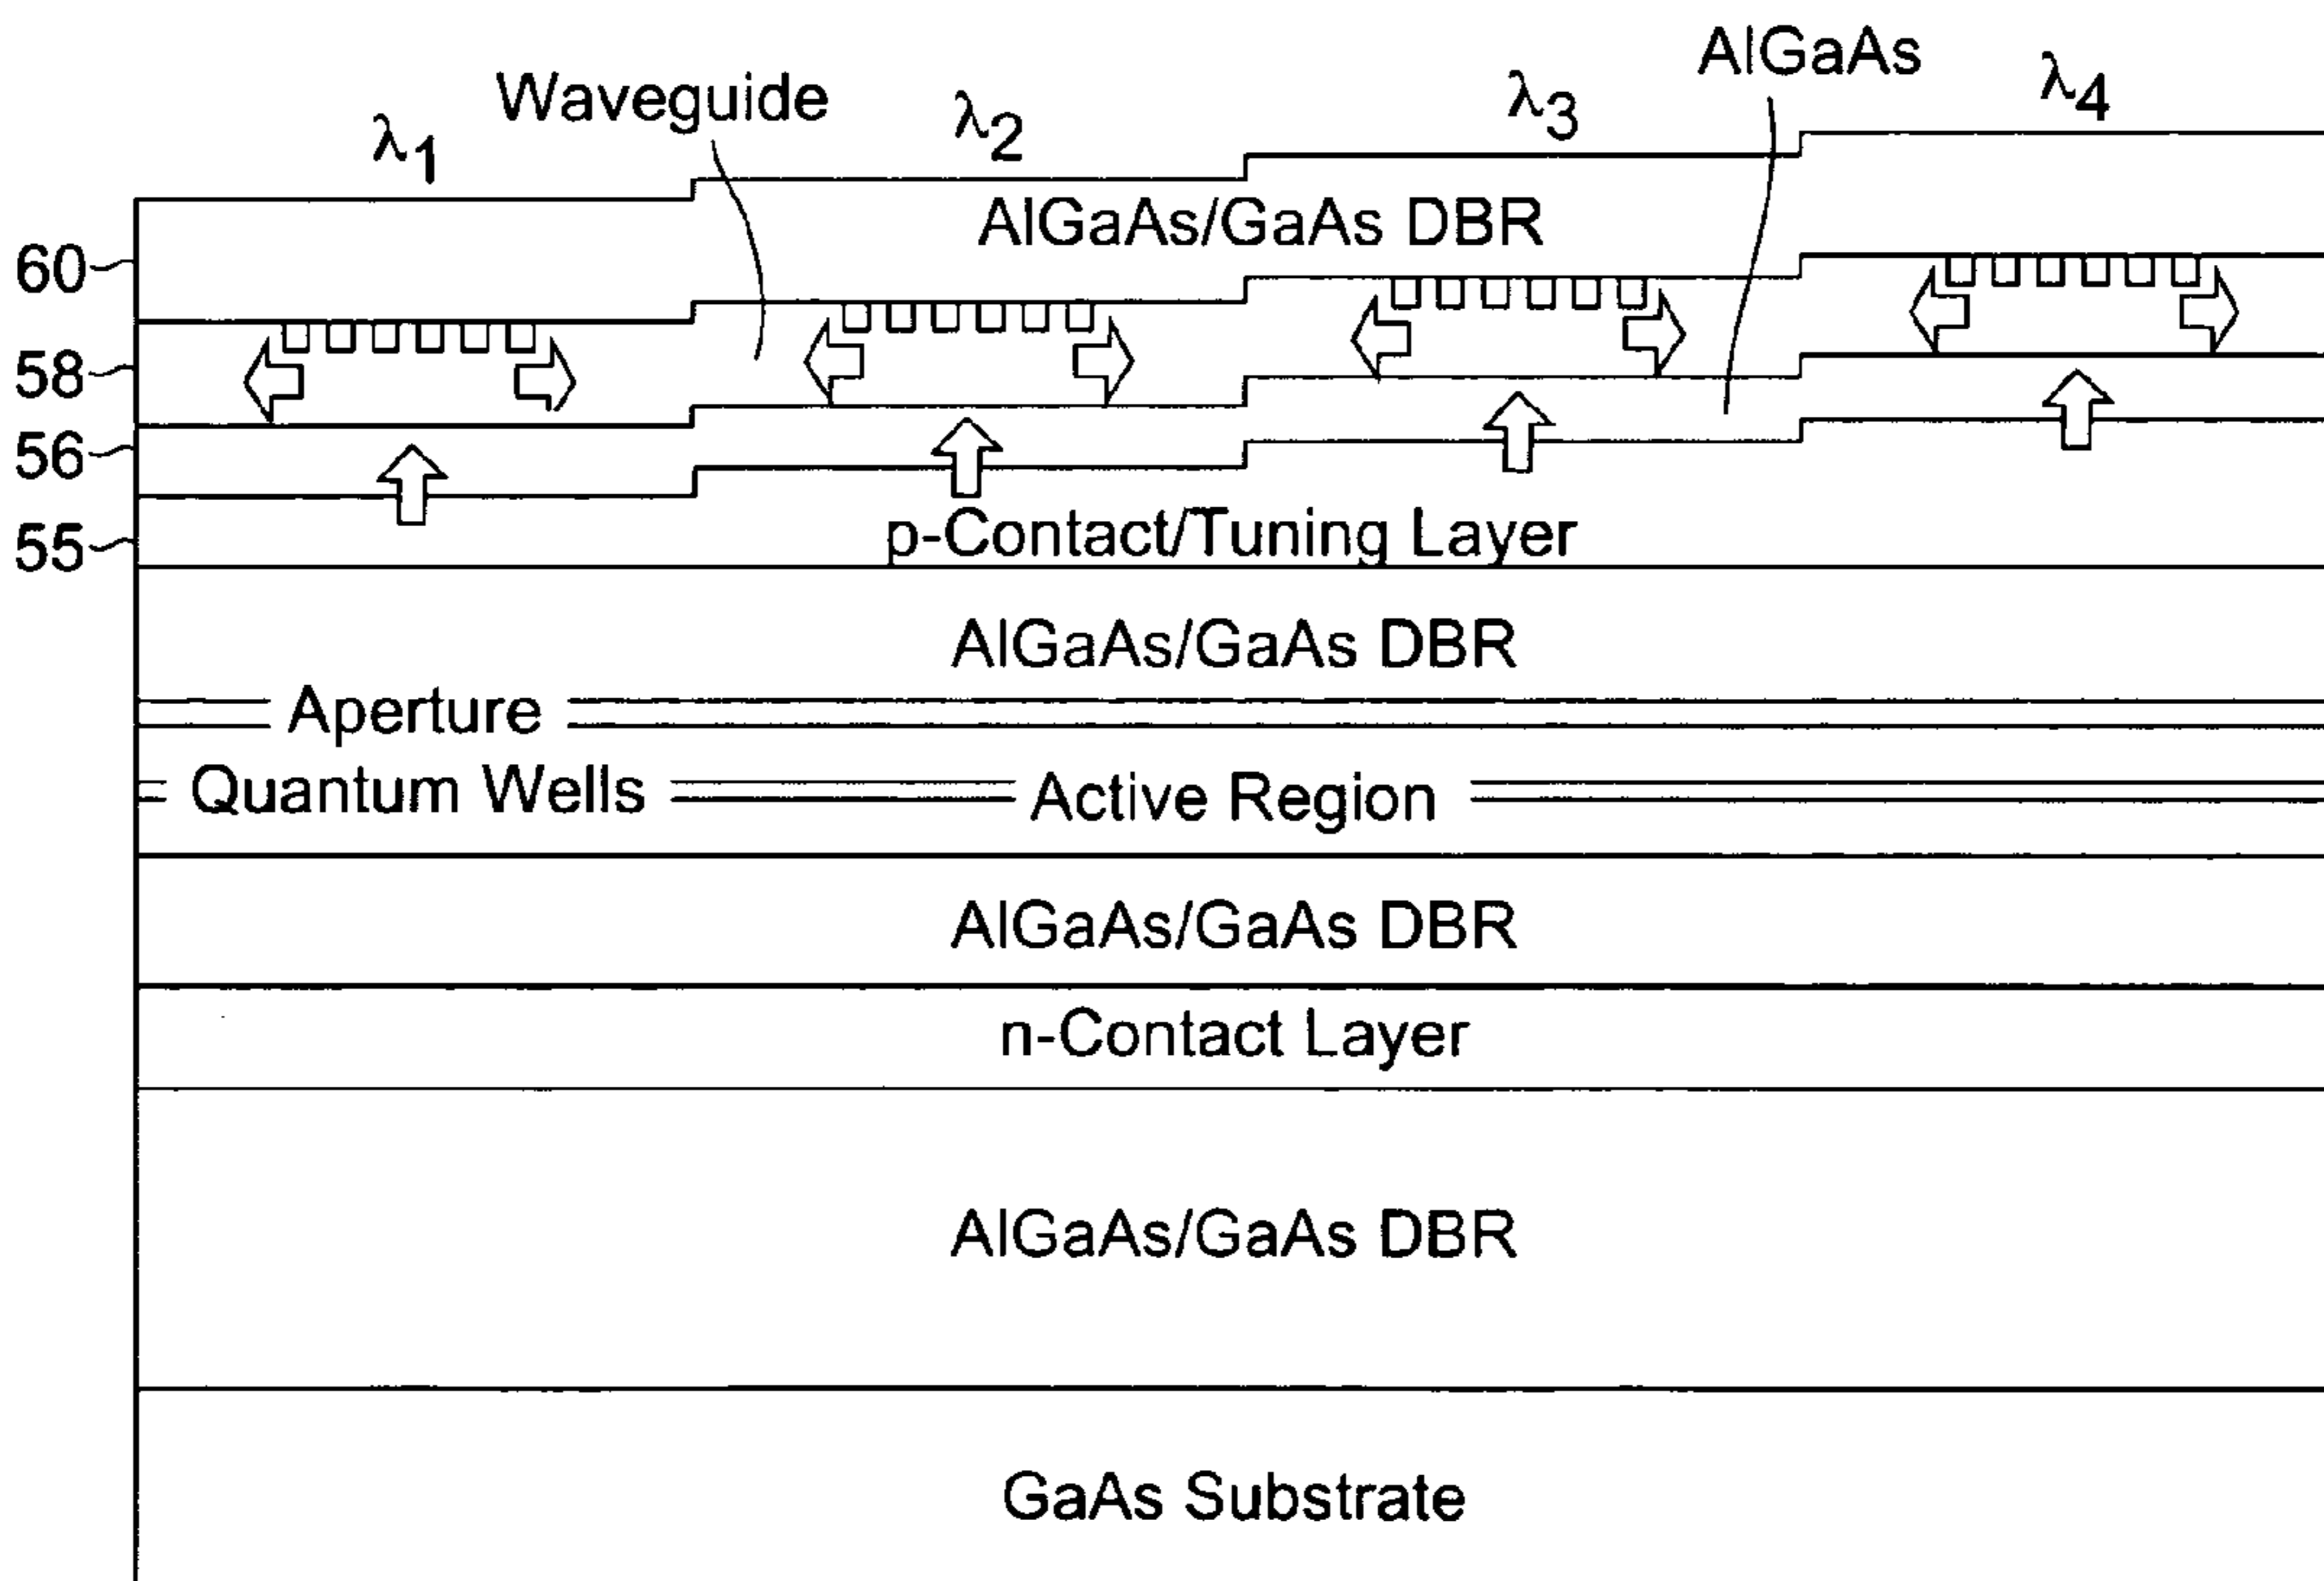 AlGaAs
Waveguide
λ1
λ2
λ3
λ4
AlGaAs/GaAs DBR
60
58
56
55
p-Contact/Tuning Layer
AlGaAs/GaAs DBR
Aperture
Quantum Wells
Active Region
AlGaAs/GaAs DBR
n-Contact Layer
AlGaAs/GaAs DBR
GaAs Substrate